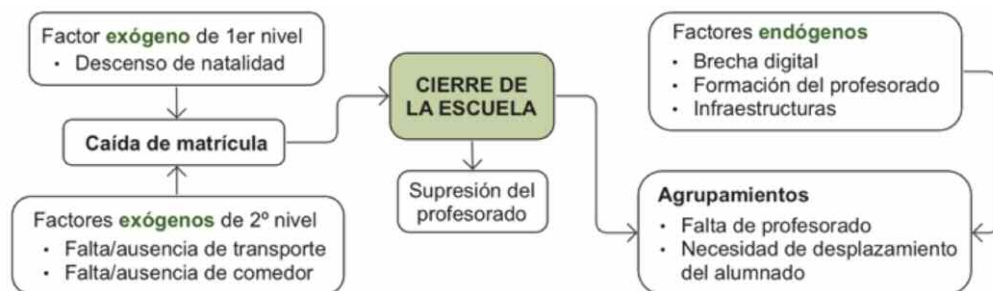 Factor exógeno de 1er nivel
· Descenso de natalidad
Caída de matrícula
Factores exógenos de 2º nivel
· Falta/ausencia de transporte
· Falta/ausencia de comedor
CIERRE DE
LA ESCUELA
Supresión del
profesorado
Factores endógenos
· Brecha digital
· Formación del profesorado
· Infraestructuras
Agrupamientos
· Falta de profesorado
· Necesidad de desplazamiento
del alumnado